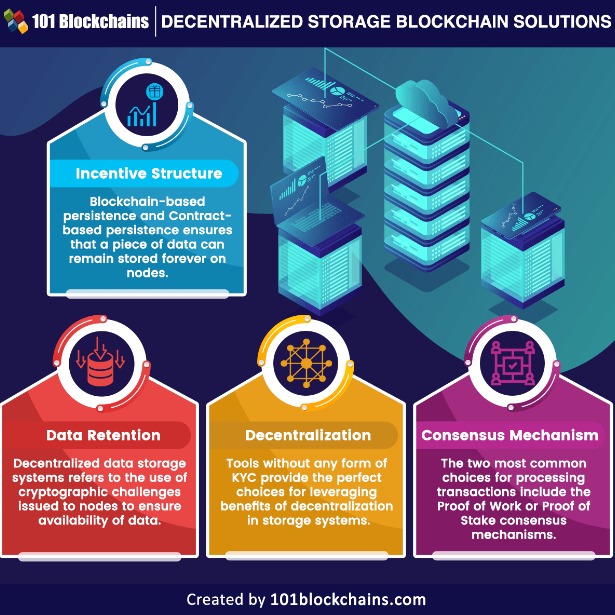 101 Blockchains
DECENTRALIZED STORAGE BLOCKCHAIN SOLUTIONS
Incentive Structure
Blockchain-based
persistence and Contract-
based persistence ensures
that a piece of data can
remain stored forever on
nodes.
Data Retention
Decentralized data storage
systems refers to the use of
cryptographic challenges
issued to nodes to ensure
availability of data.
Decentralization
Tools without any form of
KYC provide the perfect
choices for leveraging
benefits of decentralization
in storage systems.
Consensus Mechanism
The two most common
choices for processing
transactions include the
Proof of Work or Proof of
Stake consensus
mechanisms.
Created by 101blockchains.com